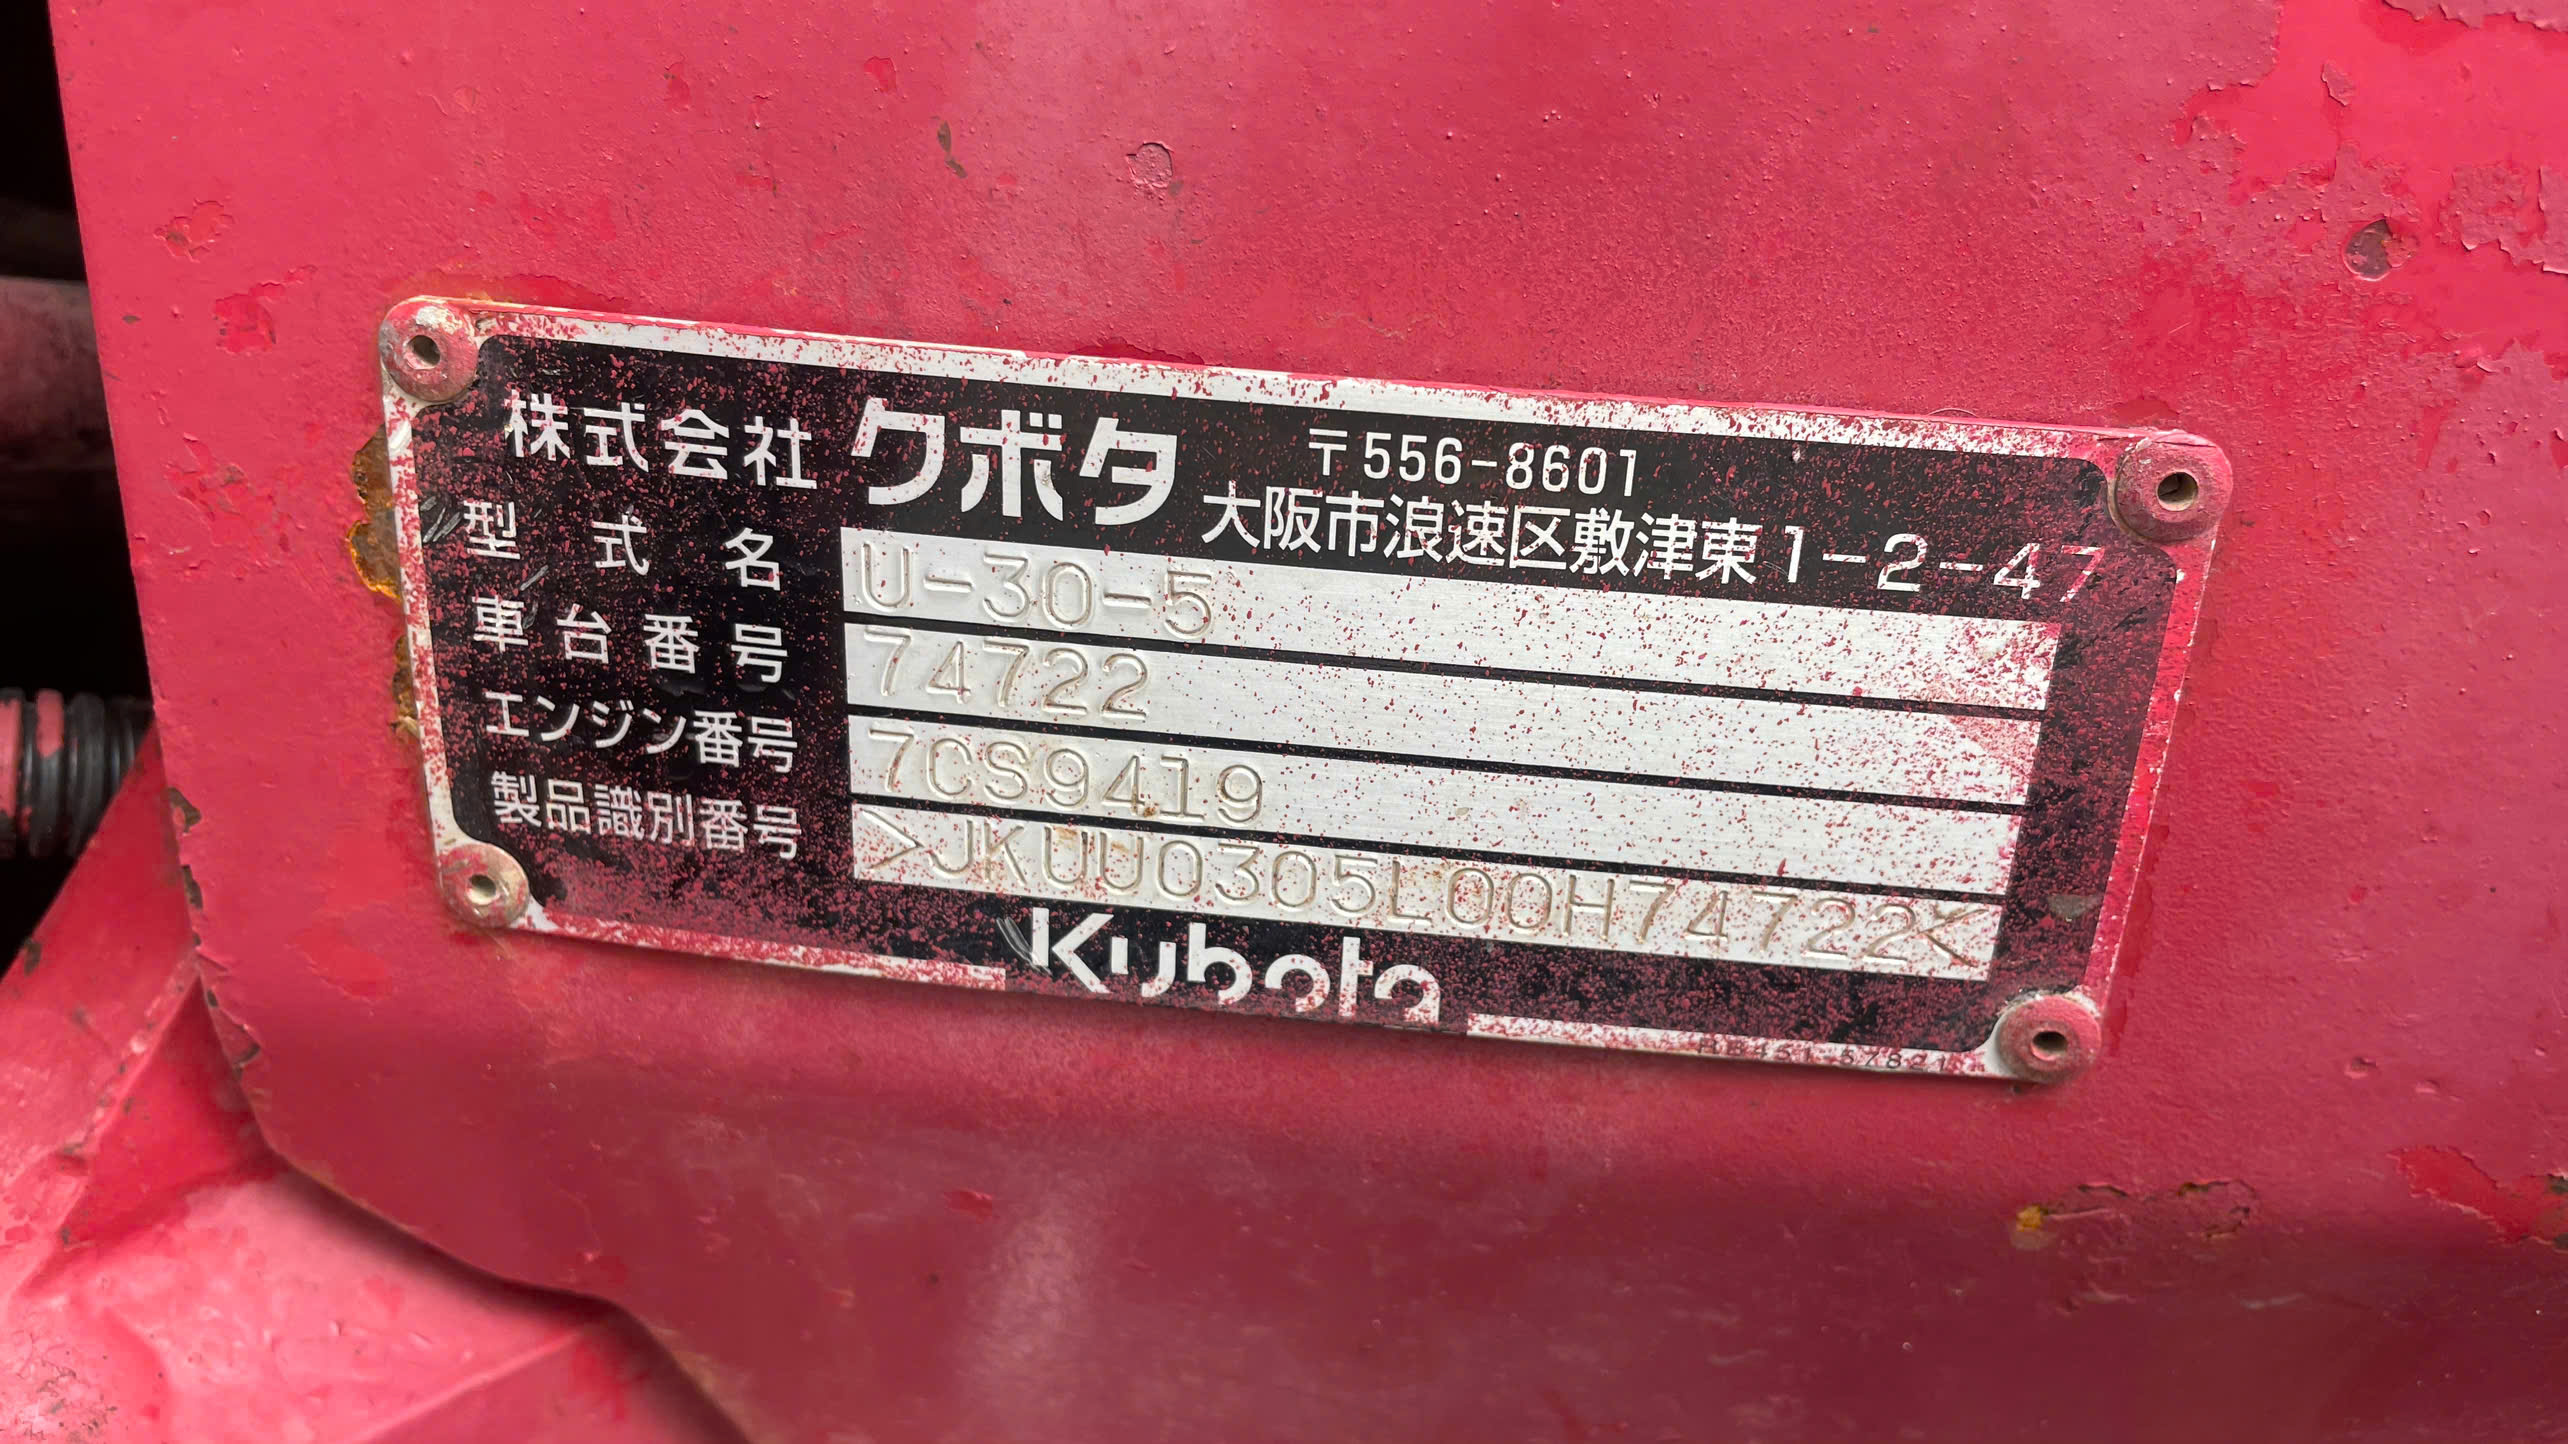 株式会社 クボタ 〒556-8601
大阪市浪速区敷津東1-2-47
型式名 U-30-5
車台番号 74722
エンジン番号 7CS9419
製品識別番号 >JKUU0305L00H74722<
Kubota